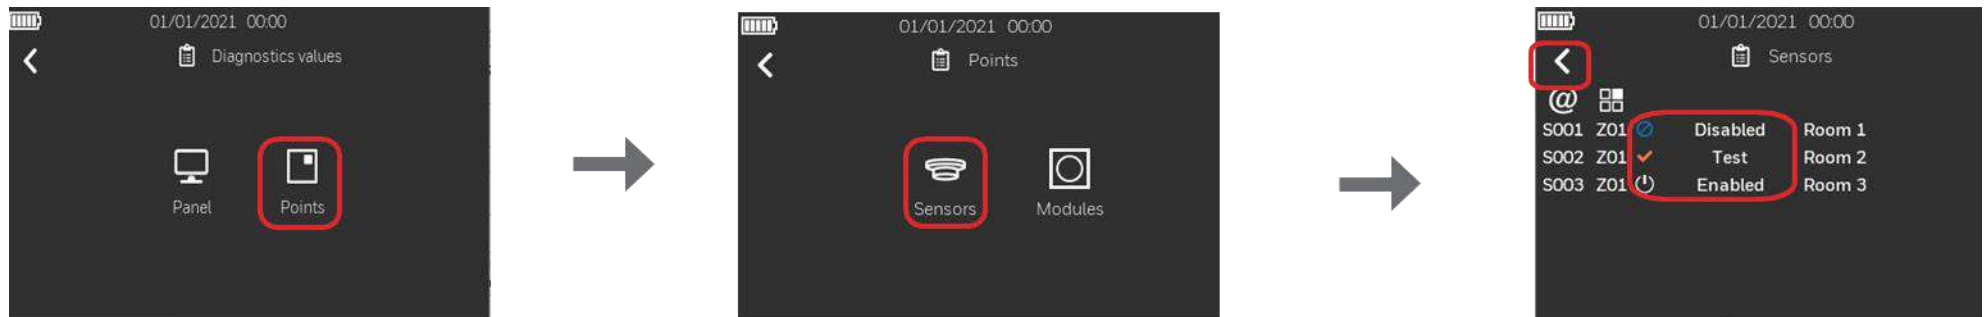 01/01/2021 00:00
Diagnostics values
Panel Points
01/01/2021 00:00
Points
Sensors Modules
01/01/2021 00:00
Sensors
@
S001 Z01 Disabled Room 1
S002 Z01 Test Room 2
S003 Z01 Enabled Room 3